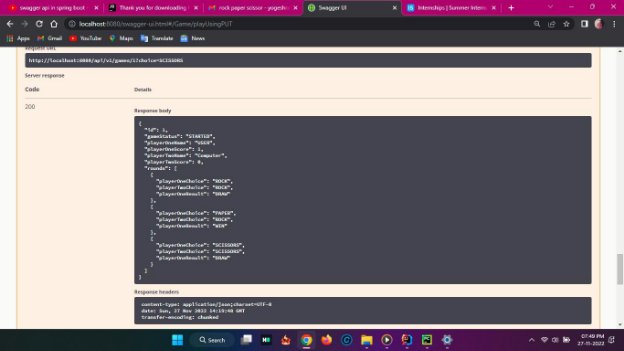 swagger api in spring boot
Thank you for downloading
rock paper scissor - yogeshv
Swagger UI
Internships | Summer Intern
localhost:8080/swagger-ui.html#/Game/playUsingPUT
Apps
Gmail
YouTube
Maps
Translate
News
Request URL
http://localhost:8080/api/v1/games/1?choice=SCISSORS
Server response
Code
Details
200
Response body
{
"id": 1,
"gameStatus": "STARTED",
"playerOneName": "USER",
"playerOneScore": 1,
"playerTwoName": "Computer",
"playerTwoScore": 0,
"rounds": [
{
"playerOneChoice": "ROCK",
"playerTwoChoice": "ROCK",
"playerOneResult": "DRAW"
},
{
"playerOneChoice": "PAPER",
"playerTwoChoice": "ROCK",
"playerOneResult": "WIN"
},
{
"playerOneChoice": "SCISSORS",
"playerTwoChoice": "SCISSORS",
"playerOneResult": "DRAW"
}
]
}
Response headers
content-type: application/json;charset=UTF-8
date: Sun, 27 Nov 2022 14:19:40 GMT
transfer-encoding: chunked
Search
07:49 PM
27-11-2022